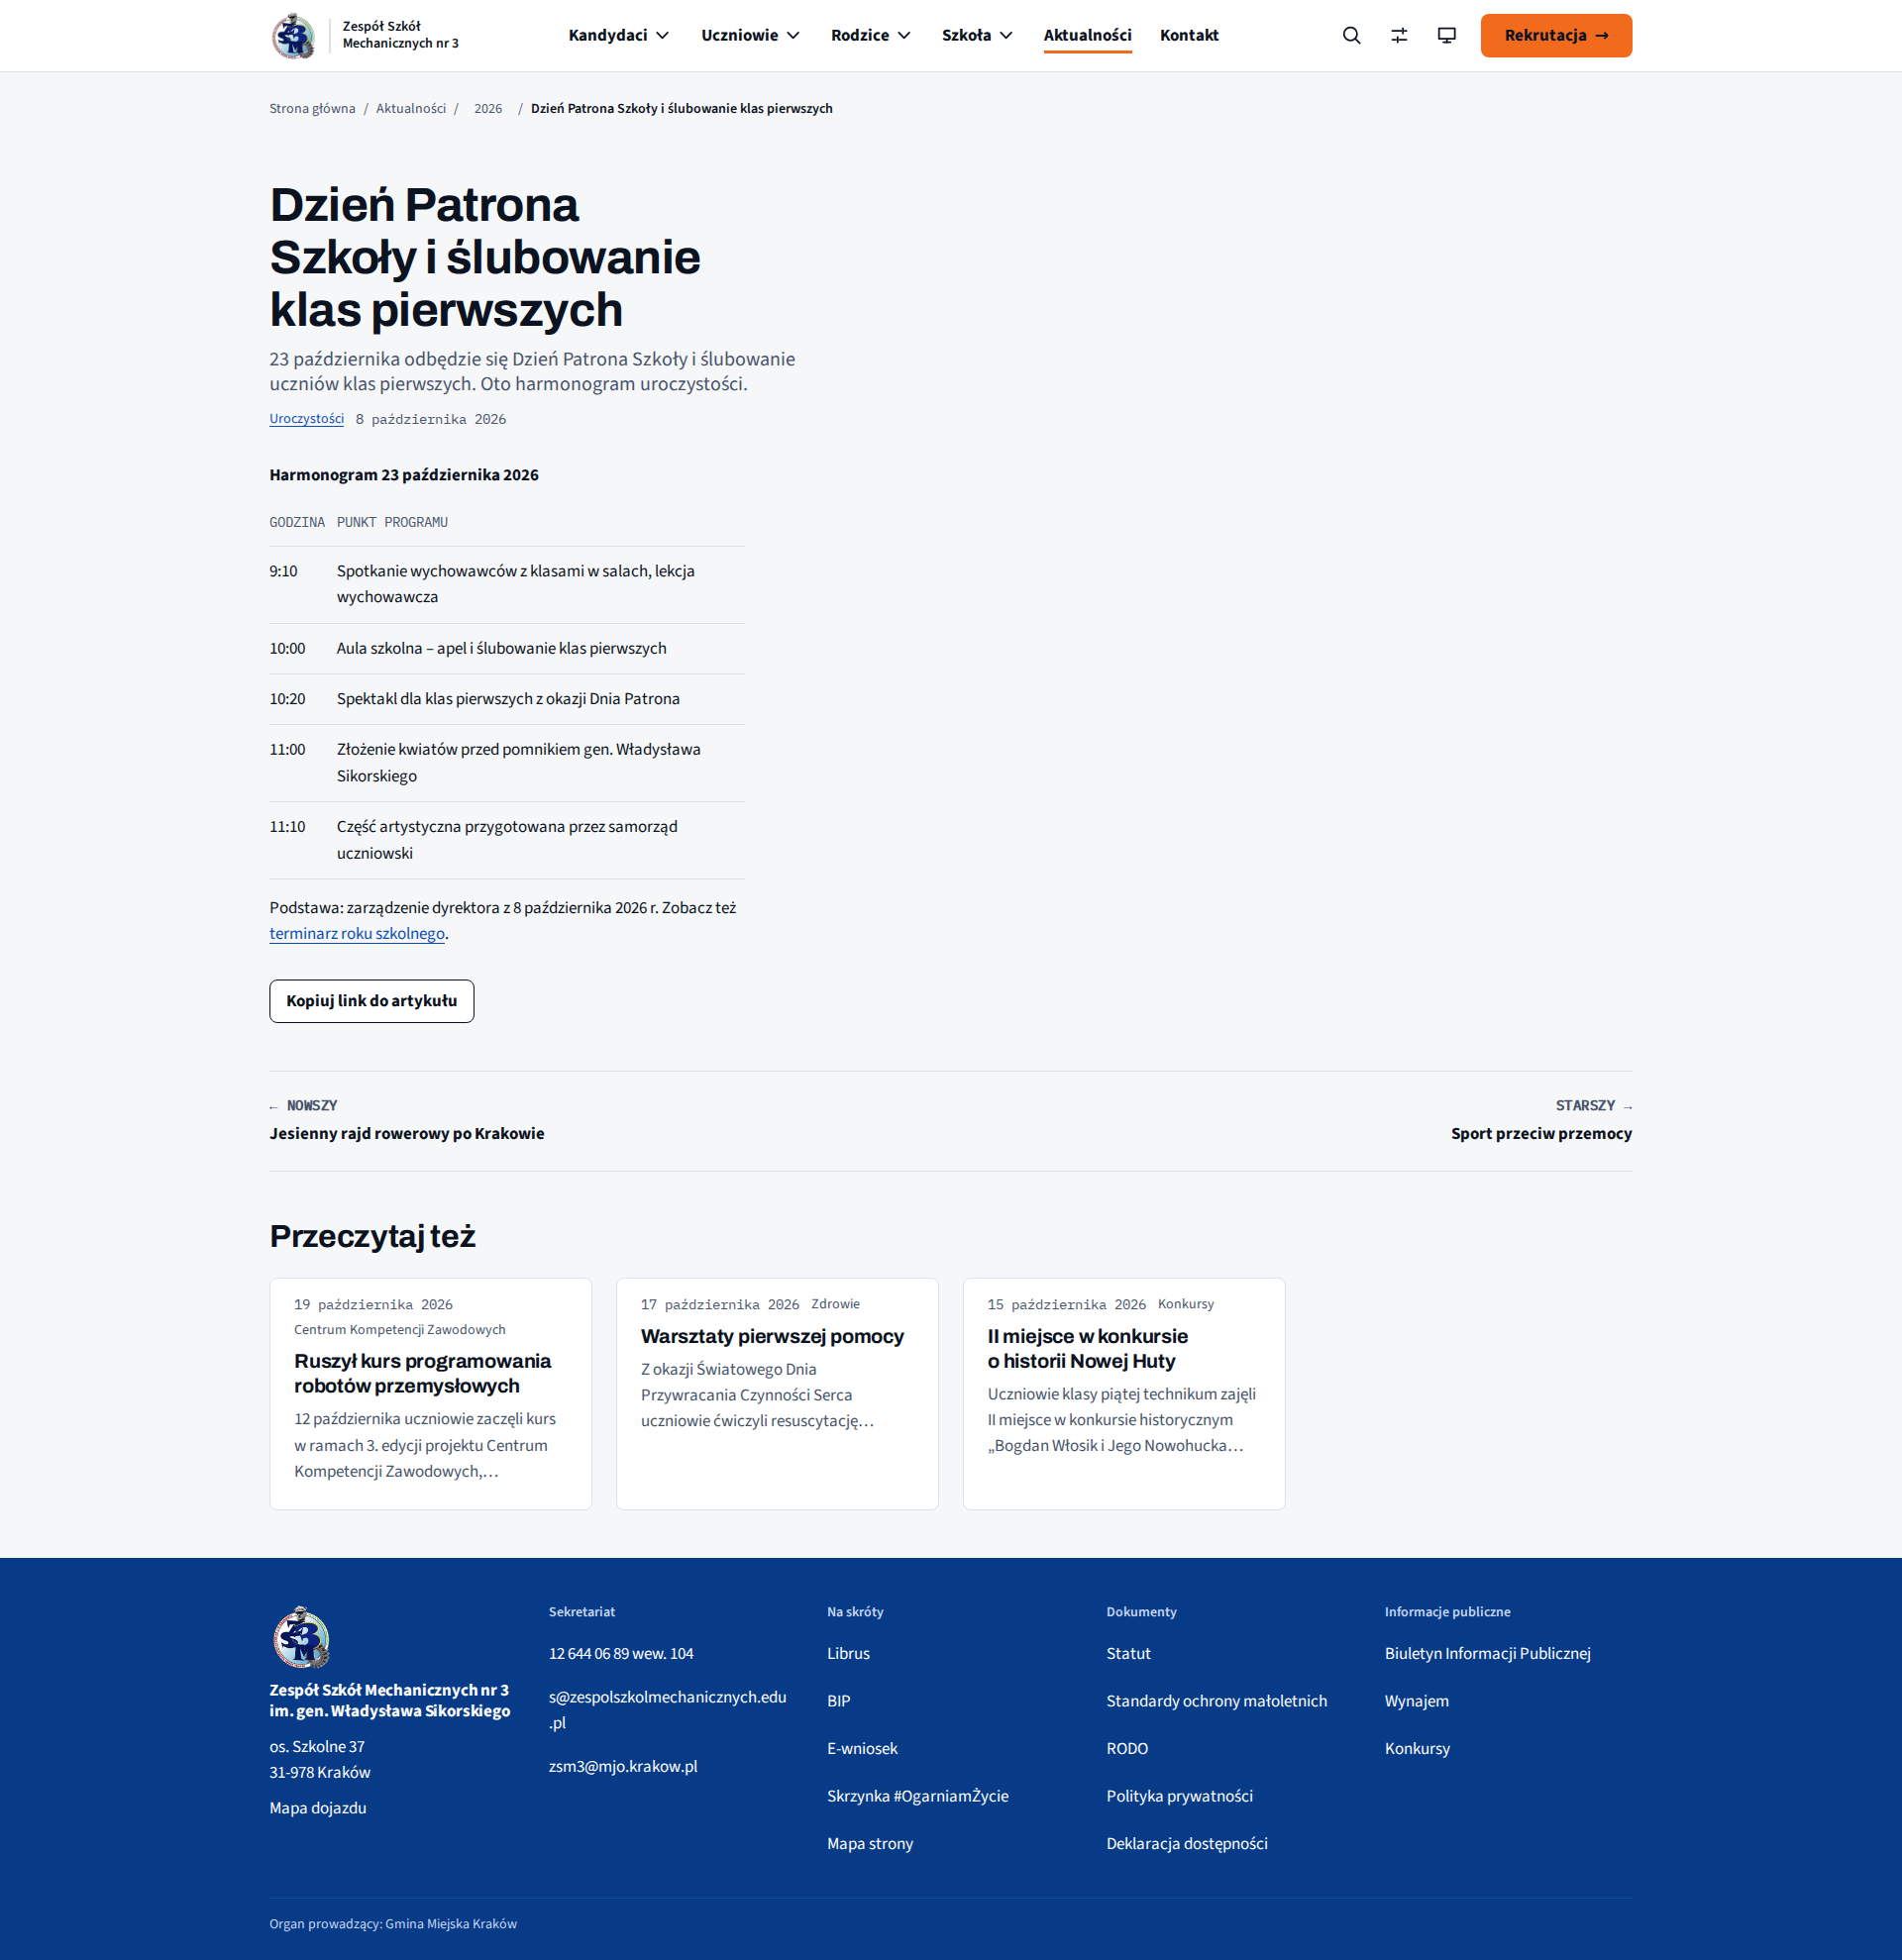 Zespół Szkół
Mechanicznych nr 3
Kandydaci
Uczniowie
Rodzice
Szkoła
Aktualności
Kontakt
Rekrutacja →
Strona główna / Aktualności / 2026 / Dzień Patrona Szkoły i ślubowanie klas pierwszych
Dzień Patrona
Szkoły i ślubowanie
klas pierwszych
23 października odbędzie się Dzień Patrona Szkoły i ślubowanie
uczniów klas pierwszych. Oto harmonogram uroczystości.
Uroczystości 8 października 2026
Harmonogram 23 października 2026
GODZINA PUNKT PROGRAMU
9:10 Spotkanie wychowawców z klasami w salach, lekcja
wychowawcza
10:00 Aula szkolna – apel i ślubowanie klas pierwszych
10:20 Spektakl dla klas pierwszych z okazji Dnia Patrona
11:00 Złożenie kwiatów przed pomnikiem gen. Władysława
Sikorskiego
11:10 Część artystyczna przygotowana przez samorząd
uczniowski
Podstawa: zarządzenie dyrektora z 8 października 2026 r. Zobacz też
terminarz roku szkolnego.
Kopiuj link do artykułu
← NOWSZY
Jesienny rajd rowerowy po Krakowie
STARSZY →
Sport przeciw przemocy
Przeczytaj też
19 października 2026
Centrum Kompetencji Zawodowych
Ruszył kurs programowania
robotów przemysłowych
12 października uczniowie zaczęli kurs
w ramach 3. edycji projektu Centrum
Kompetencji Zawodowych,…
17 października 2026 Zdrowie
Warsztaty pierwszej pomocy
Z okazji Światowego Dnia
Przywracania Czynności Serca
uczniowie ćwiczyli resuscytację…
15 października 2026 Konkursy
II miejsce w konkursie
o historii Nowej Huty
Uczniowie klasy piątej technikum zajęli
II miejsce w konkursie historycznym
„Bogdan Włosik i Jego Nowohucka…
Zespół Szkół Mechanicznych nr 3
im. gen. Władysława Sikorskiego
os. Szkolne 37
31-978 Kraków
Mapa dojazdu
Sekretariat
12 644 06 89 wew. 104
s@zespolszkolmechanicznych.edu
.pl
zsm3@mjo.krakow.pl
Na skróty
Librus
BIP
E-wniosek
Skrzynka #OgarniamŻycie
Mapa strony
Dokumenty
Statut
Standardy ochrony małoletnich
RODO
Polityka prywatności
Deklaracja dostępności
Informacje publiczne
Biuletyn Informacji Publicznej
Wynajem
Konkursy
Organ prowadzący: Gmina Miejska Kraków